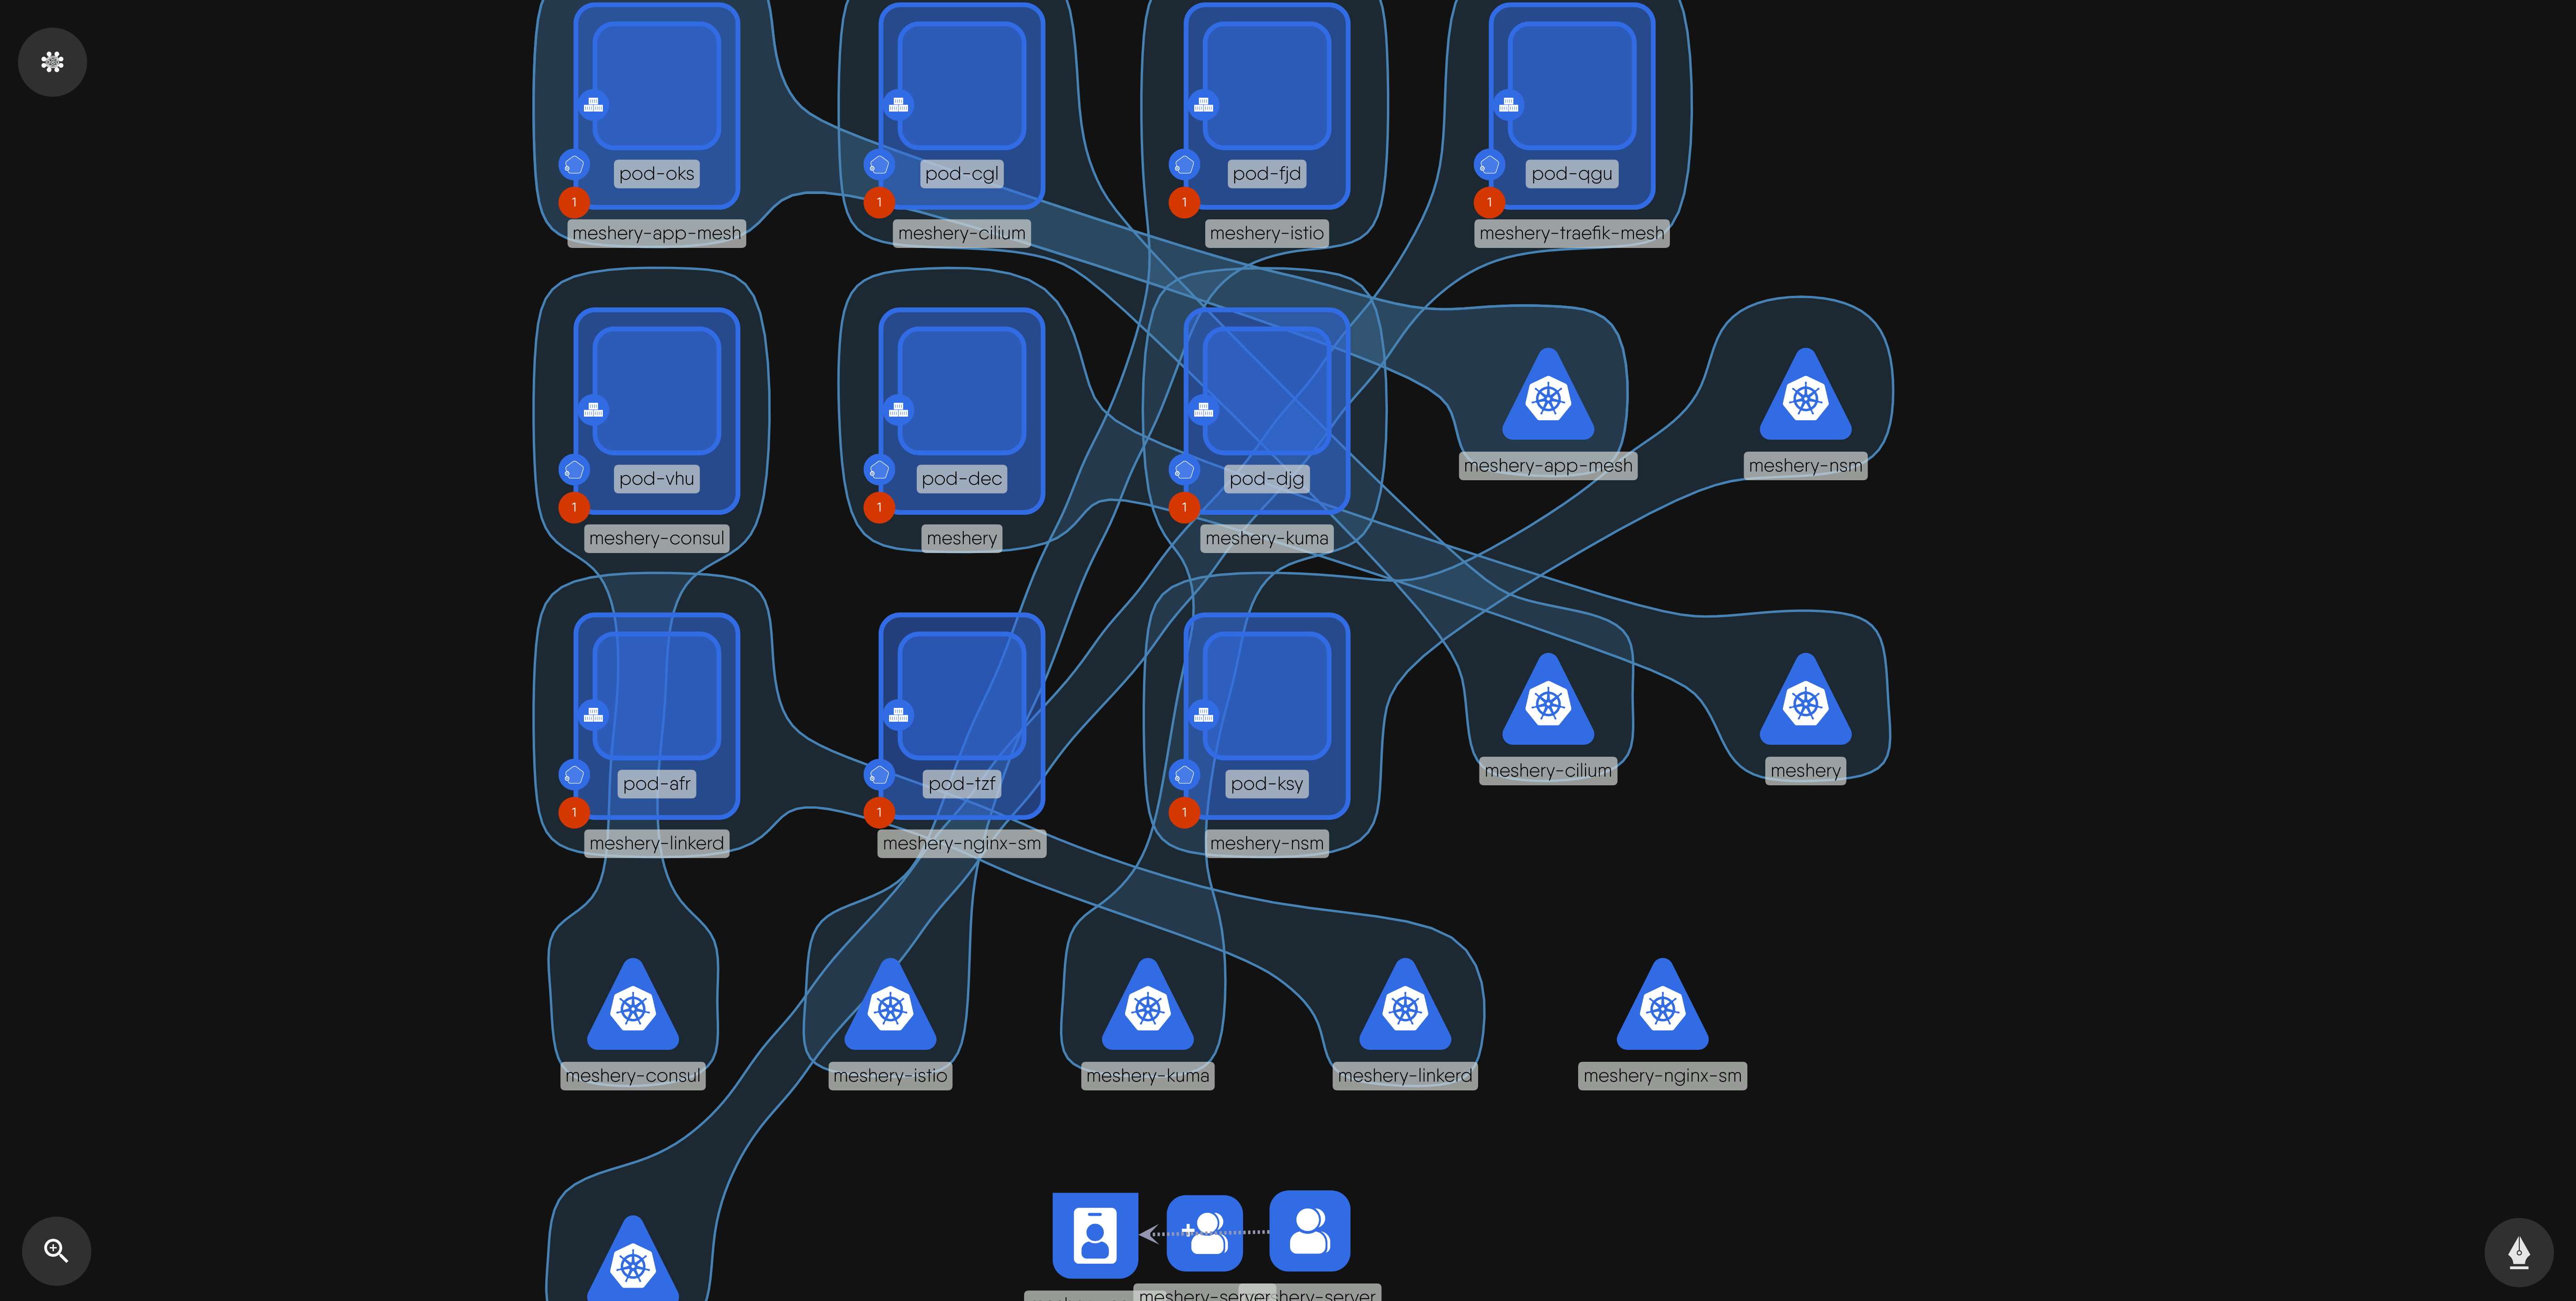 pod-oks
pod-cgl
pod-fjd
pod-qgu
1
1
1
1
meshery-app-mesh
meshery-cilium
meshery-istio
meshery-traefik-mesh
meshery-app-mesh
meshery-nsm
pod-vhu
pod-dec
pod-djg
1
1
1
meshery-consul
meshery
meshery-kuma
pod-afr
pod-tzf
pod-ksy
meshery-cilium
meshery
1
1
1
meshery-linkerd
meshery-nginx-sm
meshery-nsm
meshery-consul
meshery-istio
meshery-kuma
meshery-linkerd
meshery-nginx-sm
meshery-server